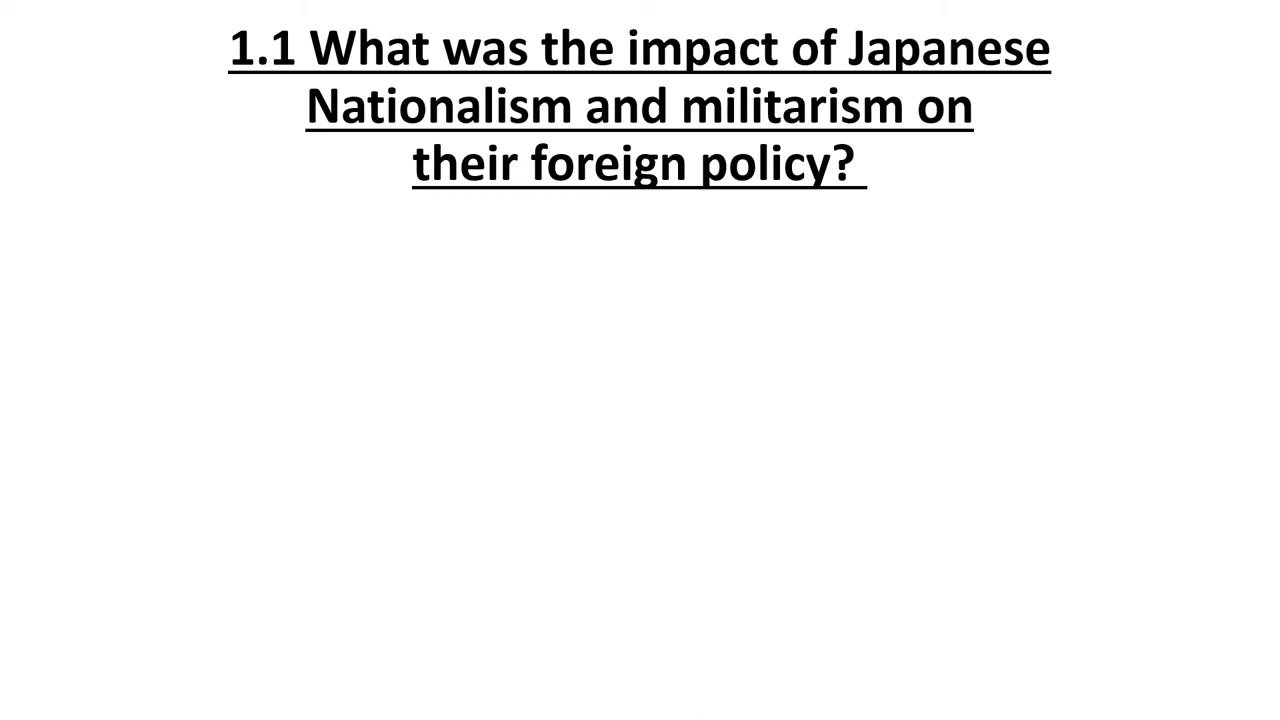 1.1 What was the impact of Japanese
Nationalism and militarism on
their foreign policy?